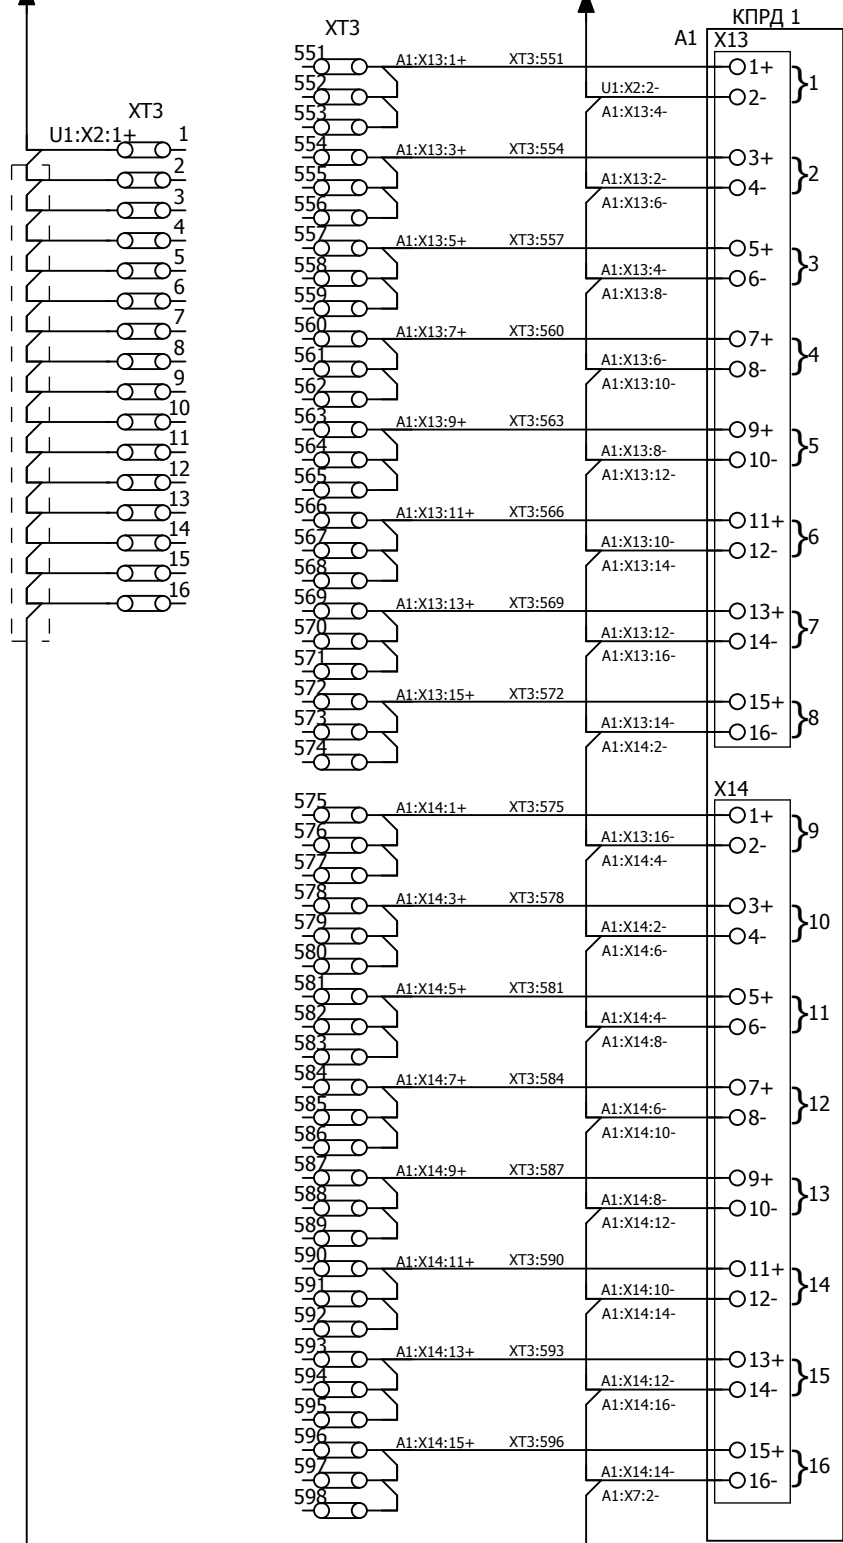 КПРД 1
XT3
A1 X13
551 A1:X13:1+ XT3:551 1+
552 U1:X2:2- 2- 1
553 A1:X13:4-
554 A1:X13:3+ XT3:554 3+
555 A1:X13:2- 4- 2
556 A1:X13:6-
557 A1:X13:5+ XT3:557 5+
558 A1:X13:4- 6- 3
559 A1:X13:8-
560 A1:X13:7+ XT3:560 7+
561 A1:X13:6- 8- 4
562 A1:X13:10-
563 A1:X13:9+ XT3:563 9+
564 A1:X13:8- 10- 5
565 A1:X13:12-
566 A1:X13:11+ XT3:566 11+
567 A1:X13:10- 12- 6
568 A1:X13:14-
569 A1:X13:13+ XT3:569 13+
570 A1:X13:12- 14- 7
571 A1:X13:16-
572 A1:X13:15+ XT3:572 15+
573 A1:X13:14- 16- 8
574 A1:X14:2-
X14
575 A1:X14:1+ XT3:575 1+
576 A1:X13:16- 2- 9
577 A1:X14:4-
578 A1:X14:3+ XT3:578 3+
579 A1:X14:2- 4- 10
580 A1:X14:6-
581 A1:X14:5+ XT3:581 5+
582 A1:X14:4- 6- 11
583 A1:X14:8-
584 A1:X14:7+ XT3:584 7+
585 A1:X14:6- 8- 12
586 A1:X14:10-
587 A1:X14:9+ XT3:587 9+
588 A1:X14:8- 10- 13
589 A1:X14:12-
590 A1:X14:11+ XT3:590 11+
591 A1:X14:10- 12- 14
592 A1:X14:14-
593 A1:X14:13+ XT3:593 13+
594 A1:X14:12- 14- 15
595 A1:X14:16-
596 A1:X14:15+ XT3:596 15+
597 A1:X14:14- 16- 16
598 A1:X7:2-
XT3
U1:X2:1+ 1
2
3
4
5
6
7
8
9
10
11
12
13
14
15
16